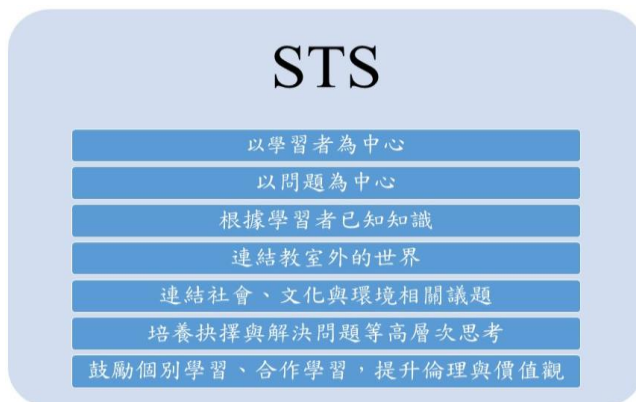 STS
以學習者為中心
以問題為中心
根據學習者已知知識
連結教室外的世界
連結社會、文化與環境相關議題
培養抉擇與解決問題等高層次思考
鼓勵個別學習、合作學習，提升倫理與價值觀